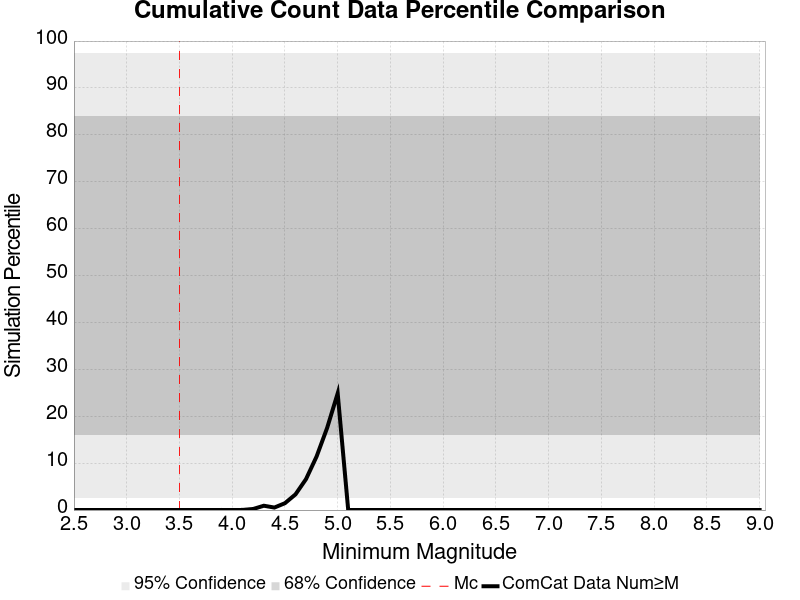 Cumulative Count Data Percentile Comparison
100
90
80
70
60
50
40
30
20
10
0
Simulation Percentile
2.5 3.0 3.5 4.0 4.5 5.0 5.5 6.0 6.5 7.0 7.5 8.0 8.5 9.0
Minimum Magnitude
95% Confidence 68% Confidence Mc ComCat Data Num≥M